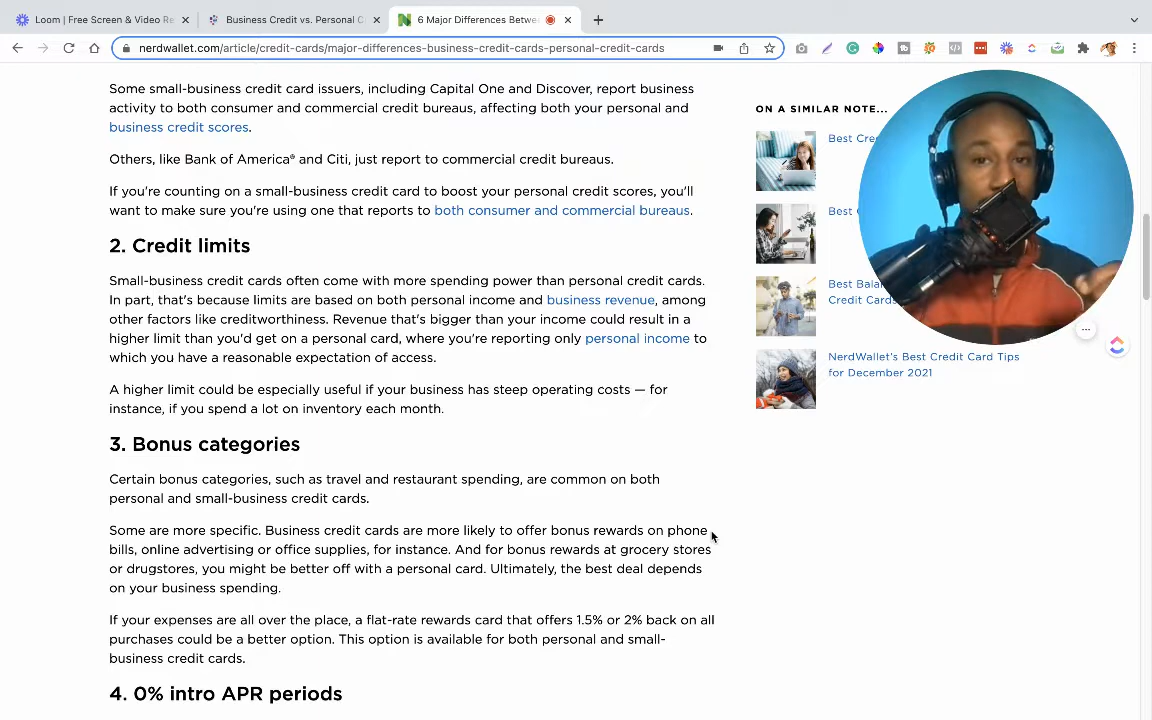 Loom | Free Screen & Video Re
Business Credit vs. Personal C
6 Major Differences Betwe
nerdwallet.com/article/credit-cards/major-differences-business-credit-cards-personal-credit-cards
Some small-business credit card issuers, including Capital One and Discover, report business
activity to both consumer and commercial credit bureaus, affecting both your personal and
business credit scores.
Others, like Bank of America® and Citi, just report to commercial credit bureaus.
If you're counting on a small-business credit card to boost your personal credit scores, you'll
want to make sure you're using one that reports to both consumer and commercial bureaus.
2. Credit limits
Small-business credit cards often come with more spending power than personal credit cards.
In part, that's because limits are based on both personal income and business revenue, among
other factors like creditworthiness. Revenue that's bigger than your income could result in a
higher limit than you'd get on a personal card, where you're reporting only personal income to
which you have a reasonable expectation of access.
A higher limit could be especially useful if your business has steep operating costs — for
instance, if you spend a lot on inventory each month.
3. Bonus categories
Certain bonus categories, such as travel and restaurant spending, are common on both
personal and small-business credit cards.
Some are more specific. Business credit cards are more likely to offer bonus rewards on phone
bills, online advertising or office supplies, for instance. And for bonus rewards at grocery stores
or drugstores, you might be better off with a personal card. Ultimately, the best deal depends
on your business spending.
If your expenses are all over the place, a flat-rate rewards card that offers 1.5% or 2% back on all
purchases could be a better option. This option is available for both personal and small-
business credit cards.
4. 0% intro APR periods
ON A SIMILAR NOTE...
Best Cre
Best
Best Bala
Credit Cards
NerdWallet's Best Credit Card Tips
for December 2021